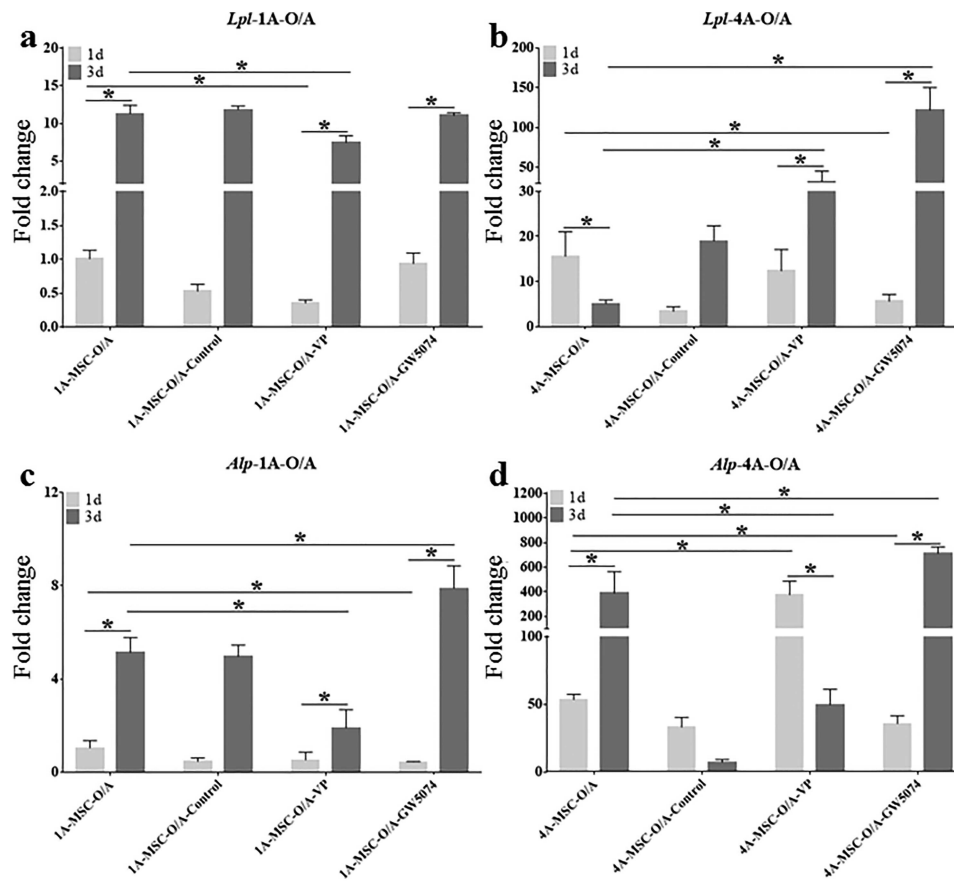 a
Lpl-1A-O/A
1d
3d
Fold change
20
15
10
5
2.0
1.5
1.0
0.5
0.0
* * * * *
1A-MSC-O/A
1A-MSC-O/A-Control
1A-MSC-O/A-VP
1A-MSC-O/A-GW5074
b
Lpl-4A-O/A
1d
3d
Fold change
200
150
100
50
30
20
10
0
* * * * * *
4A-MSC-O/A
4A-MSC-O/A-Control
4A-MSC-O/A-VP
4A-MSC-O/A-GW5074
c
Alp-1A-O/A
1d
3d
Fold change
12
8
4
0
* * * * * *
1A-MSC-O/A
1A-MSC-O/A-Control
1A-MSC-O/A-VP
1A-MSC-O/A-GW5074
d
Alp-4A-O/A
1d
3d
Fold change
1200
1000
800
600
400
200
100
50
0
* * * * * * *
4A-MSC-O/A
4A-MSC-O/A-Control
4A-MSC-O/A-VP
4A-MSC-O/A-GW5074